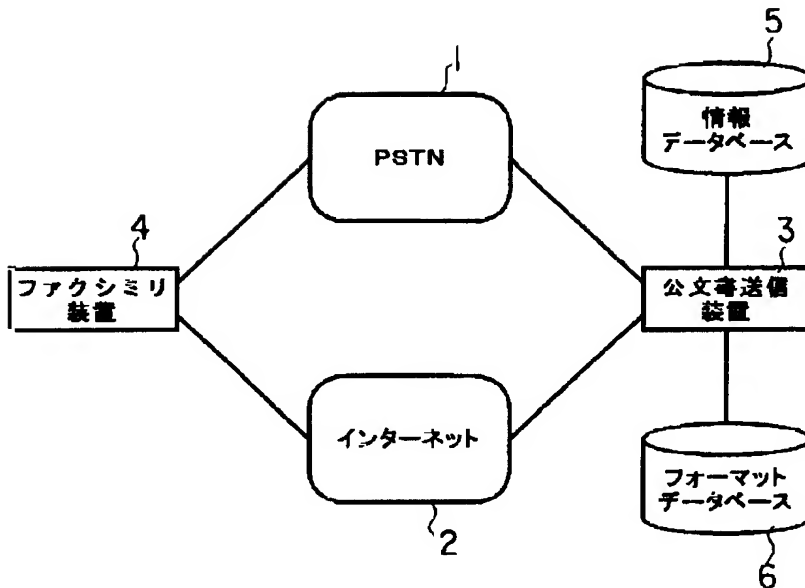 1
PSTN
5
情報
データベース
4
ファクシミリ
装置
3
公文書送信
装置
インターネット
2
フォーマット
データベース
6